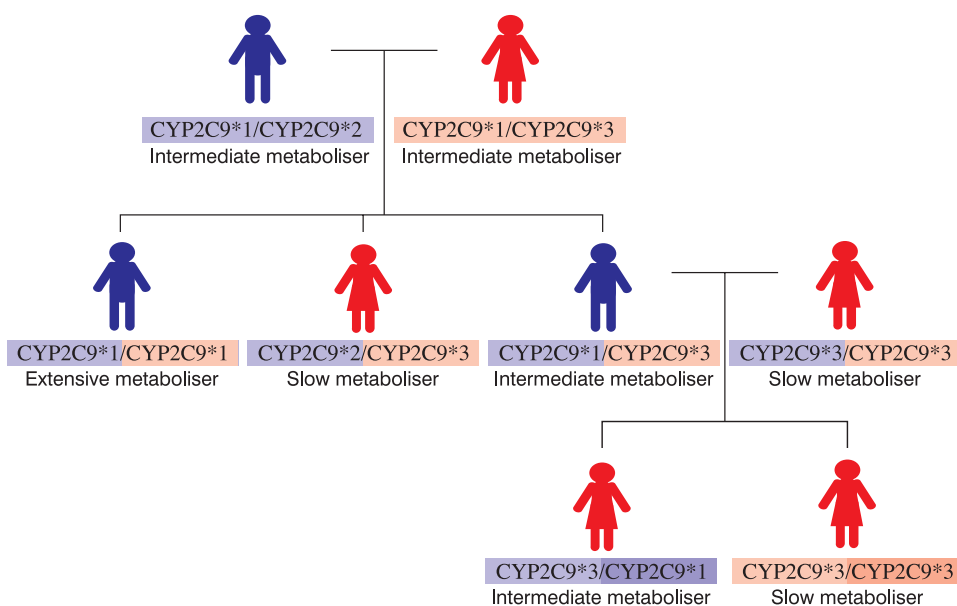 CYP2C9*1/CYP2C9*2 CYP2C9*1/CYP2C9*3
Intermediate metaboliser Intermediate metaboliser
CYP2C9*1/CYP2C9*1 CYP2C9*2/CYP2C9*3 CYP2C9*1/CYP2C9*3 CYP2C9*3/CYP2C9*3
Extensive metaboliser Slow metaboliser Intermediate metaboliser Slow metaboliser
CYP2C9*3/CYP2C9*1 CYP2C9*3/CYP2C9*3
Intermediate metaboliser Slow metaboliser